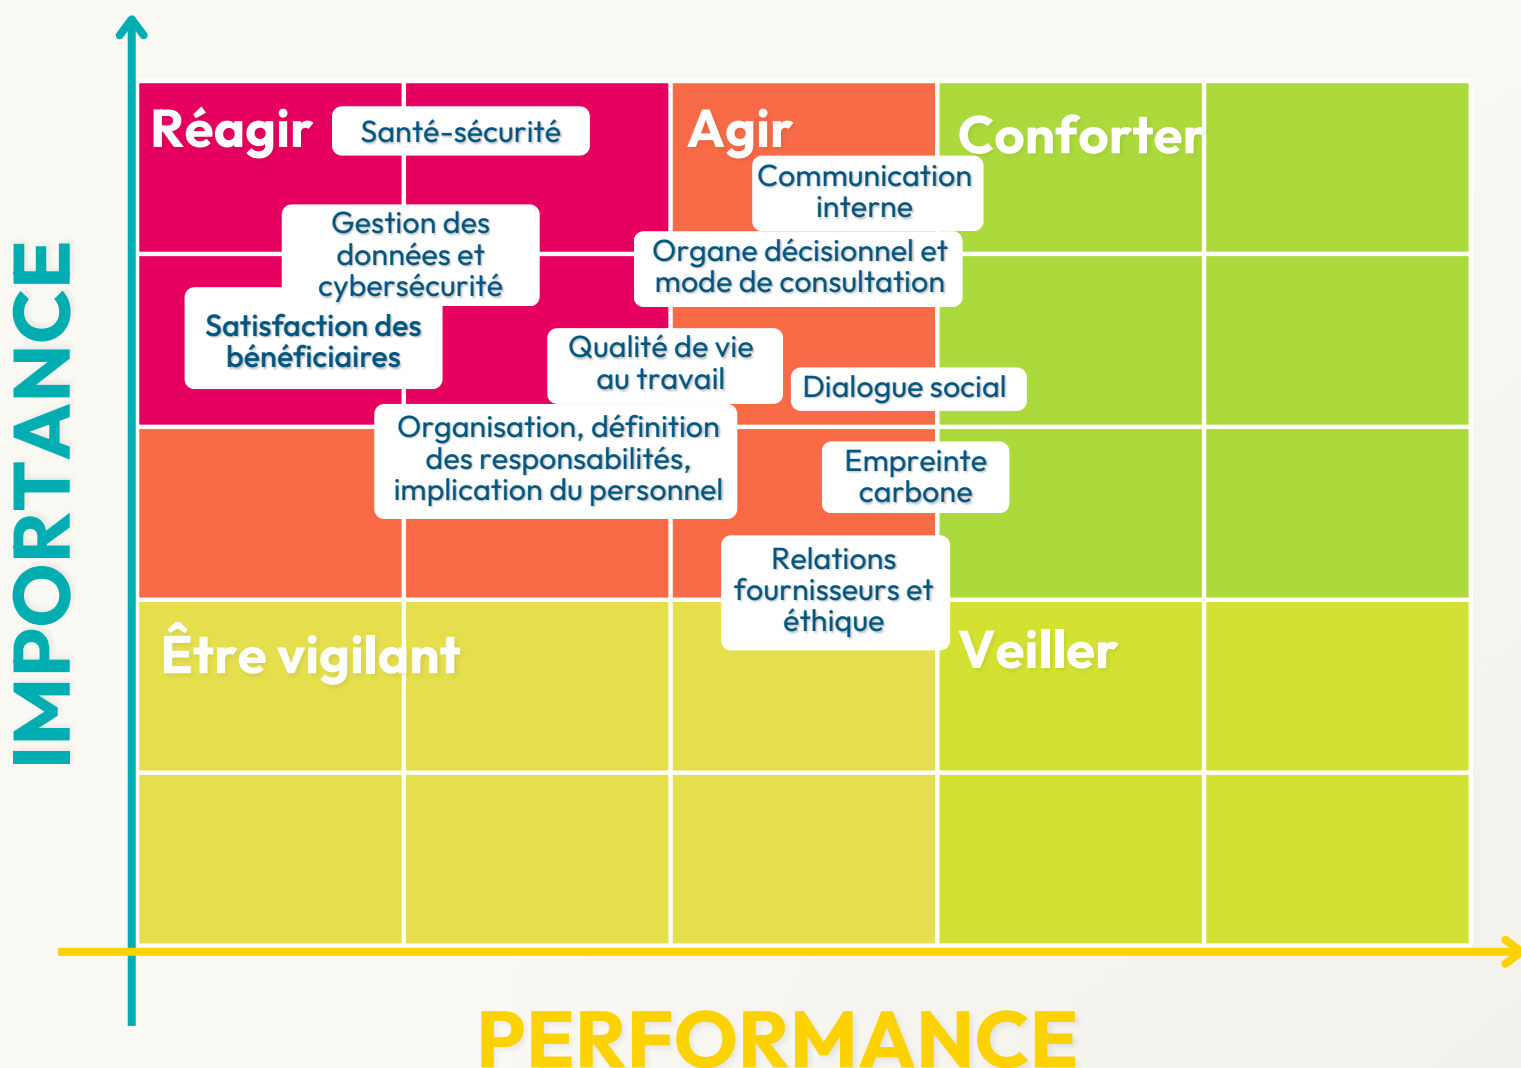 IMPORTANCE
Réagir
Santé-sécurité
Agir
Conforter
Communication
interne
Gestion des
données et
cybersécurité
Organe décisionnel et
mode de consultation
Satisfaction des
bénéficiaires
Qualité de vie
au travail
Dialogue social
Organisation, définition
des responsabilités,
implication du personnel
Empreinte
carbone
Relations
fournisseurs et
éthique
Être vigilant
Veiller
PERFORMANCE